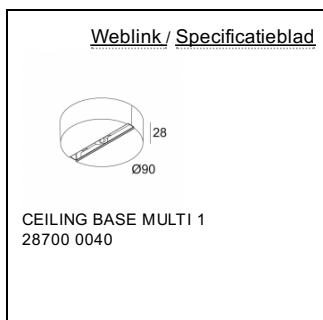 Weblink / Specificatieblad
28
Ø90
CEILING BASE MULTI 1
28700 0040